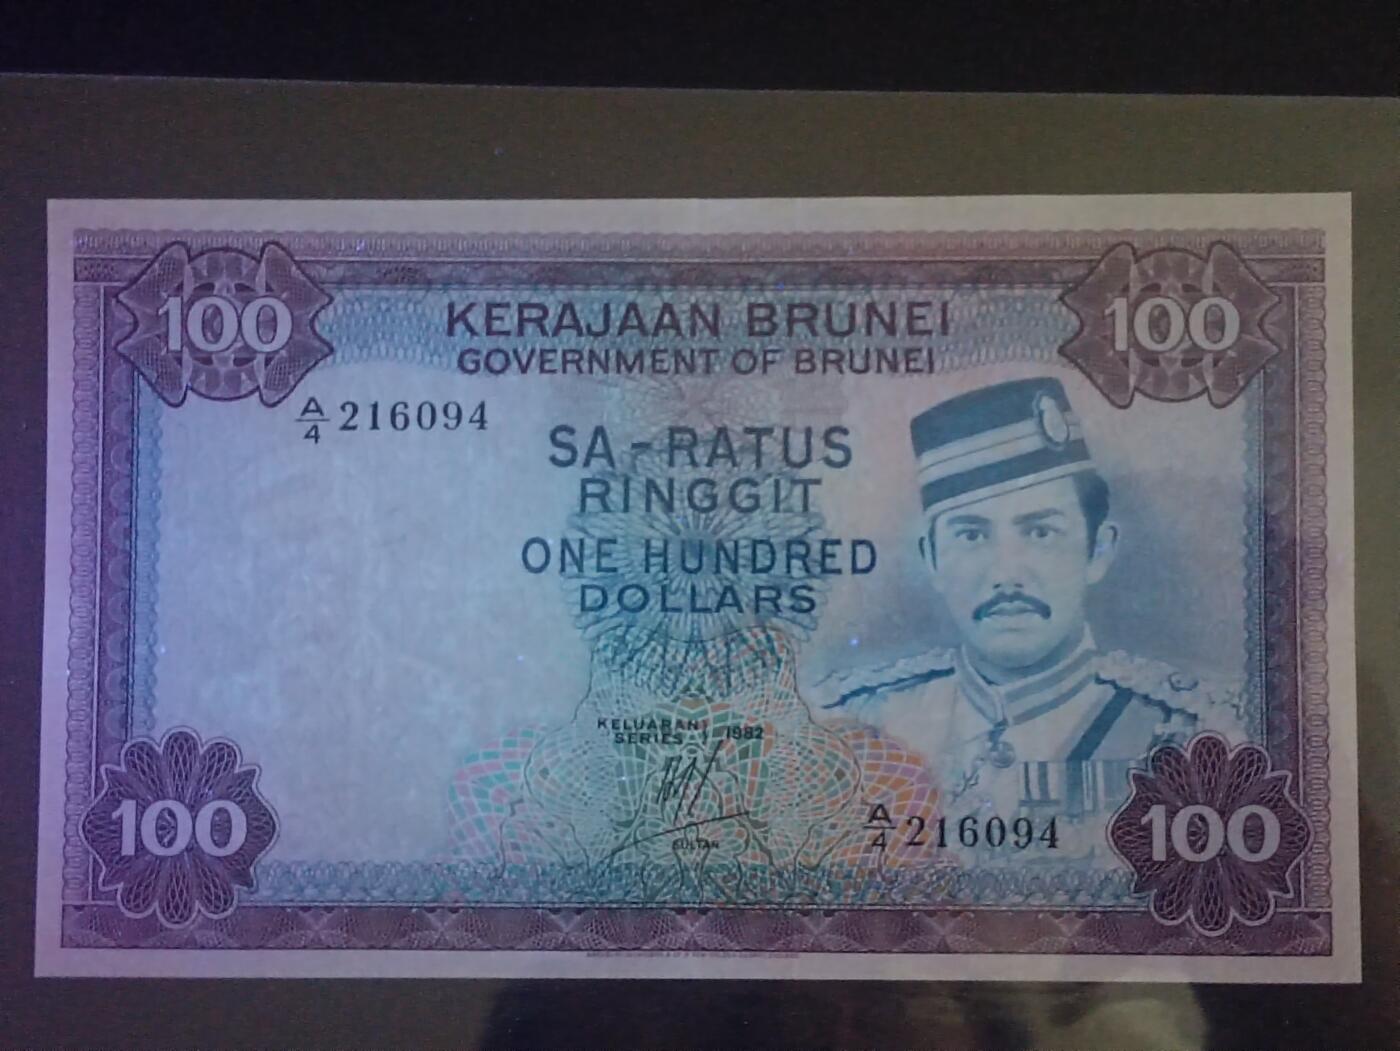 100
100
KERAJAAN BRUNEI
GOVERNMENT OF BRUNEI
A/4 216094
SA-RATUS
RINGGIT
ONE HUNDRED
DOLLARS
KELUARAN
SERIES 1982
SULTAN
A/4 216094
100
100